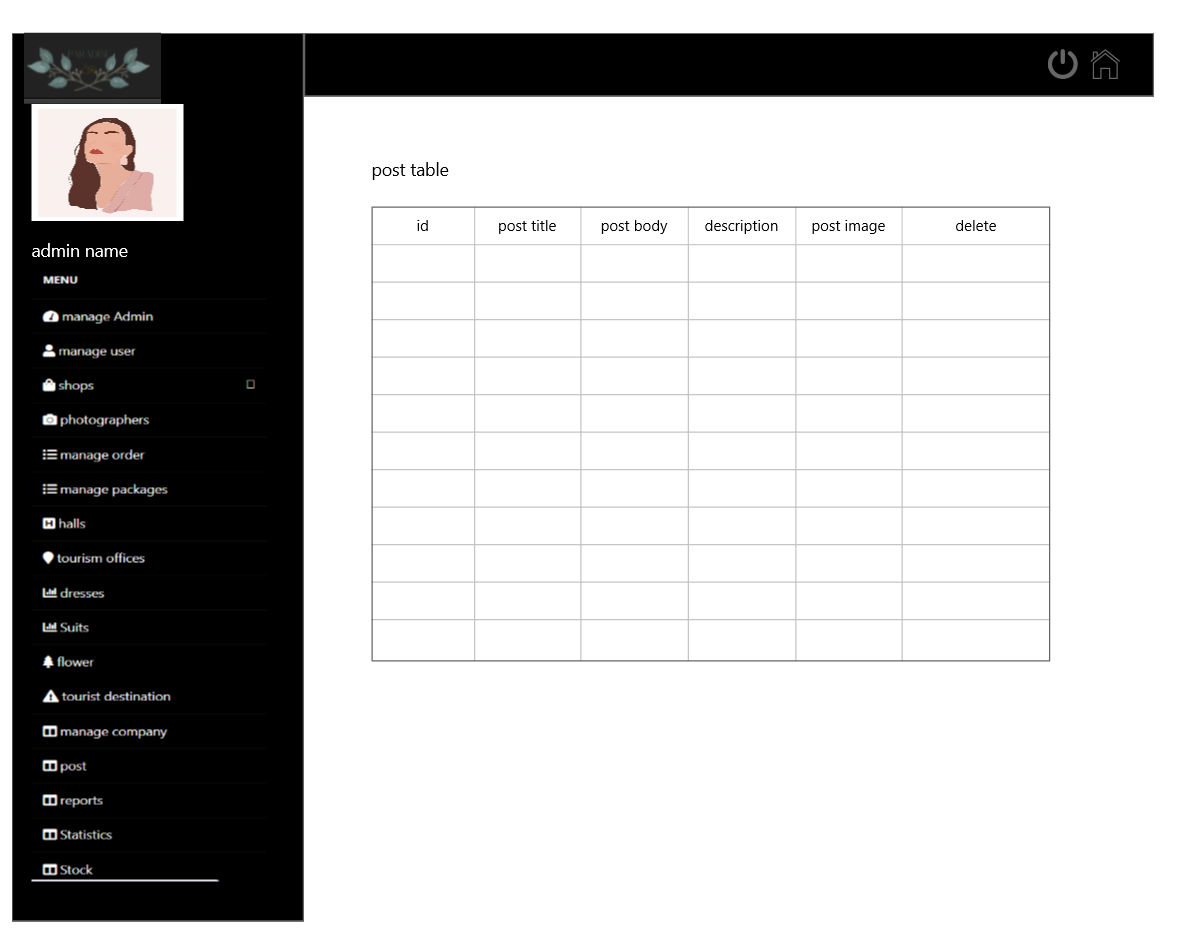 admin name
MENU
manage Admin
manage user
shops
photographers
manage order
manage packages
halls
tourism offices
dresses
Suits
flower
tourist destination
manage company
post
reports
Statistics
Stock
post table
id post title post body description post image delete